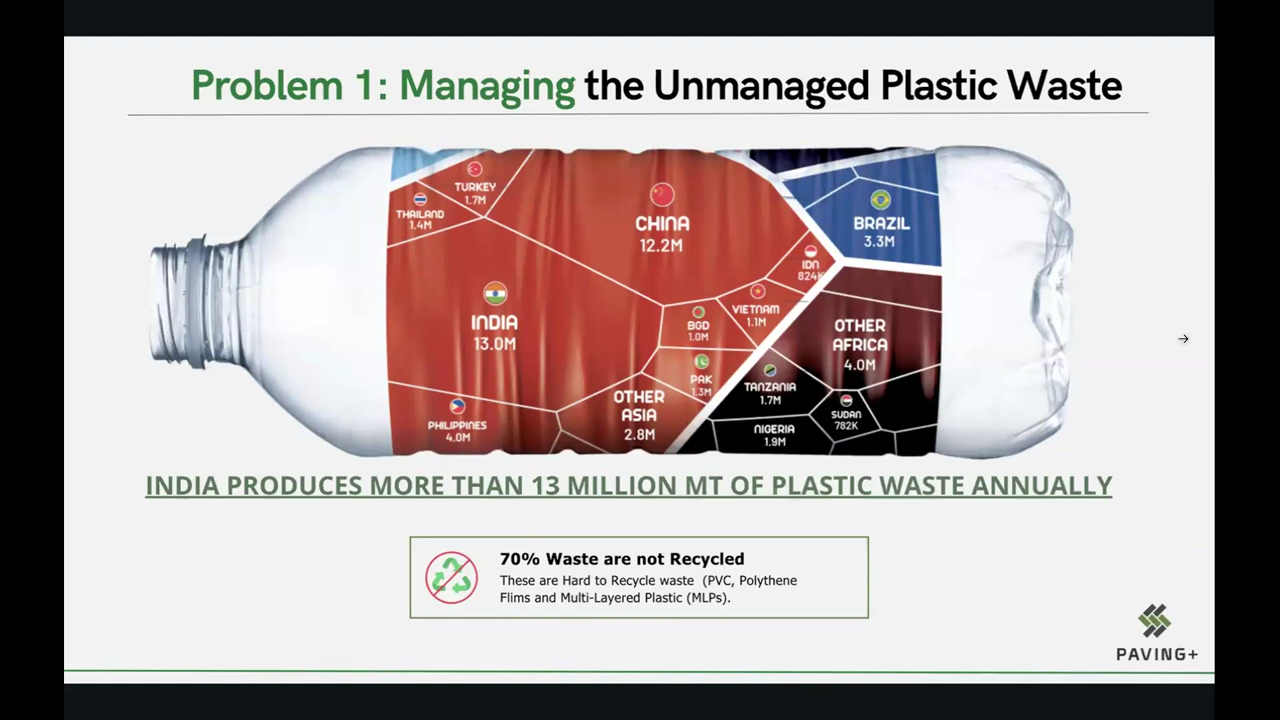 Problem 1: Managing the Unmanaged Plastic Waste
TURKEY
1.7M
THAILAND
1.4M
CHINA
12.2M
BRAZIL
3.3M
IDN
824K
INDIA
13.0M
VIETNAM
1.1M
BGD
1.0M
OTHER
AFRICA
4.0M
PAK
1.3M
TANZANIA
1.7M
OTHER
ASIA
2.8M
SUDAN
782K
PHILIPPINES
4.0M
NIGERIA
1.9M
INDIA PRODUCES MORE THAN 13 MILLION MT OF PLASTIC WASTE ANNUALLY
70% Waste are not Recycled
These are Hard to Recycle waste (PVC, Polythene
Flims and Multi-Layered Plastic (MLPs).
PAVING+